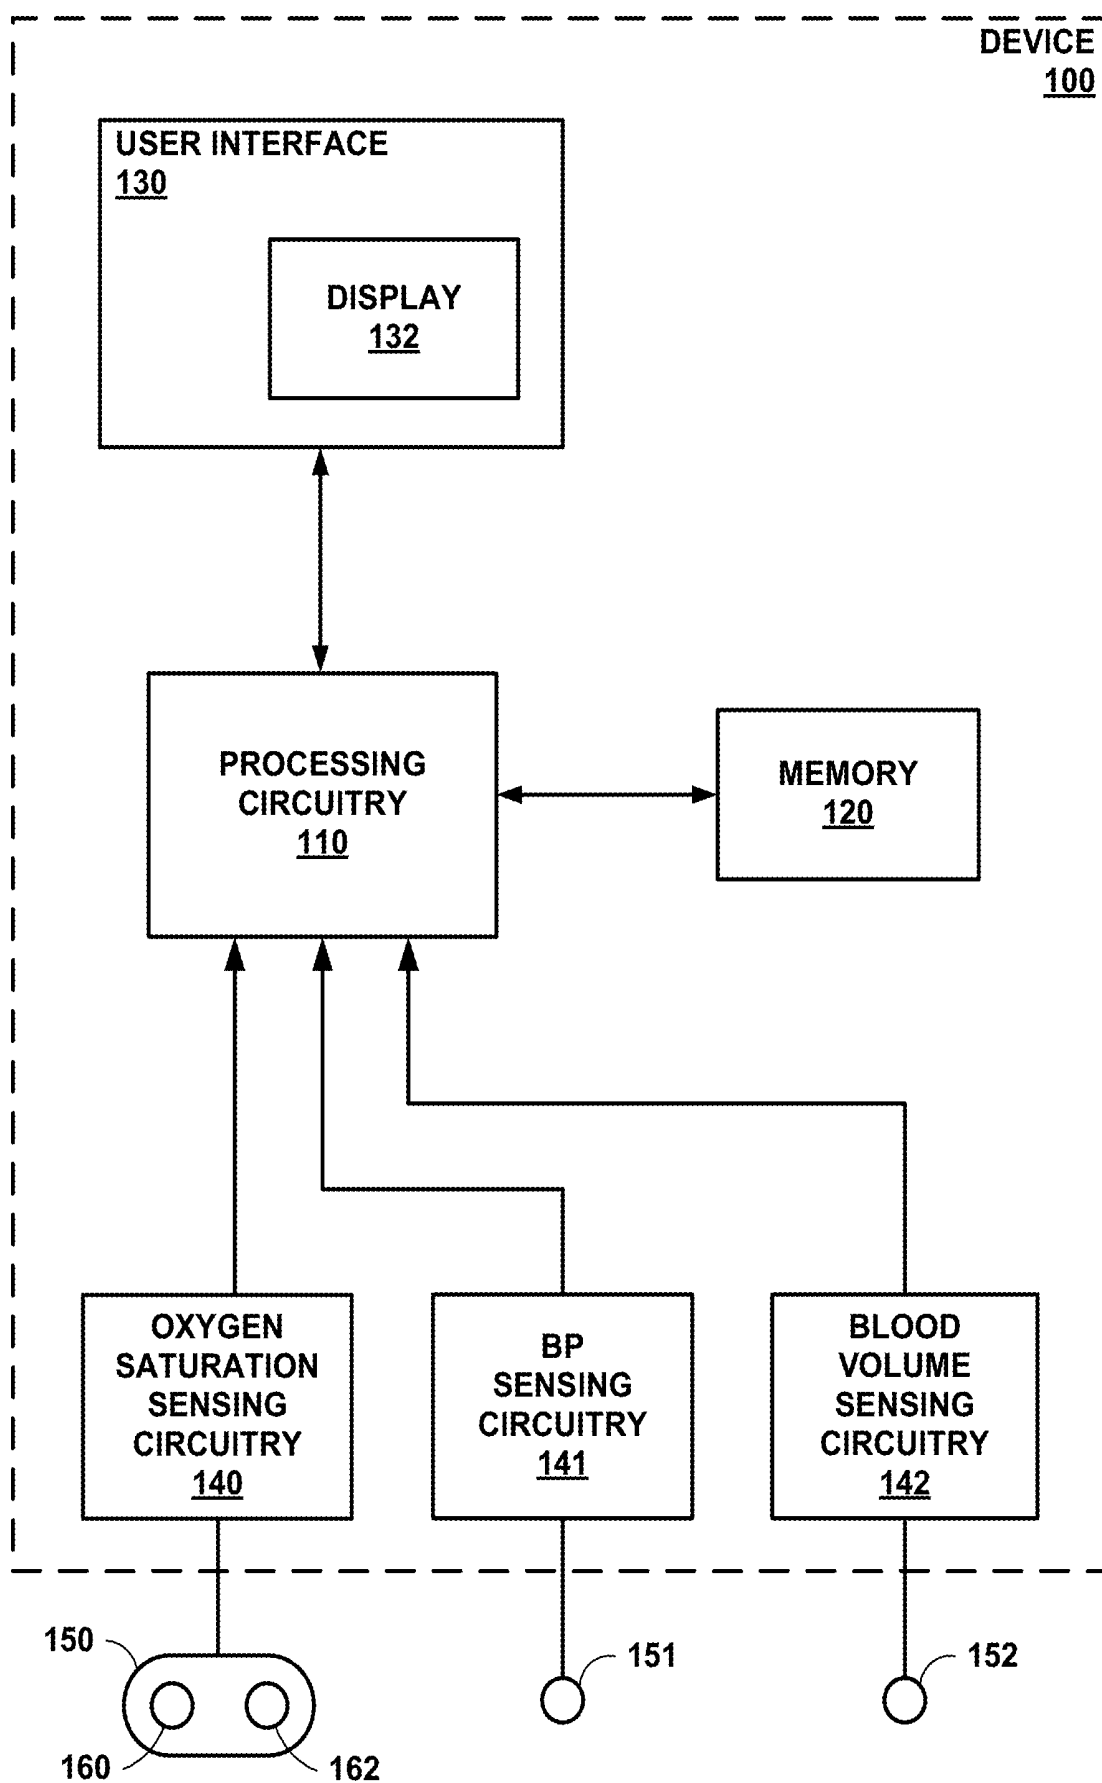 DEVICE
100
USER INTERFACE
130
DISPLAY
132
PROCESSING
CIRCUITRY
110
MEMORY
120
OXYGEN
SATURATION
SENSING
CIRCUITRY
140
BP
SENSING
CIRCUITRY
141
BLOOD
VOLUME
SENSING
CIRCUITRY
142
150
160
162
151
152